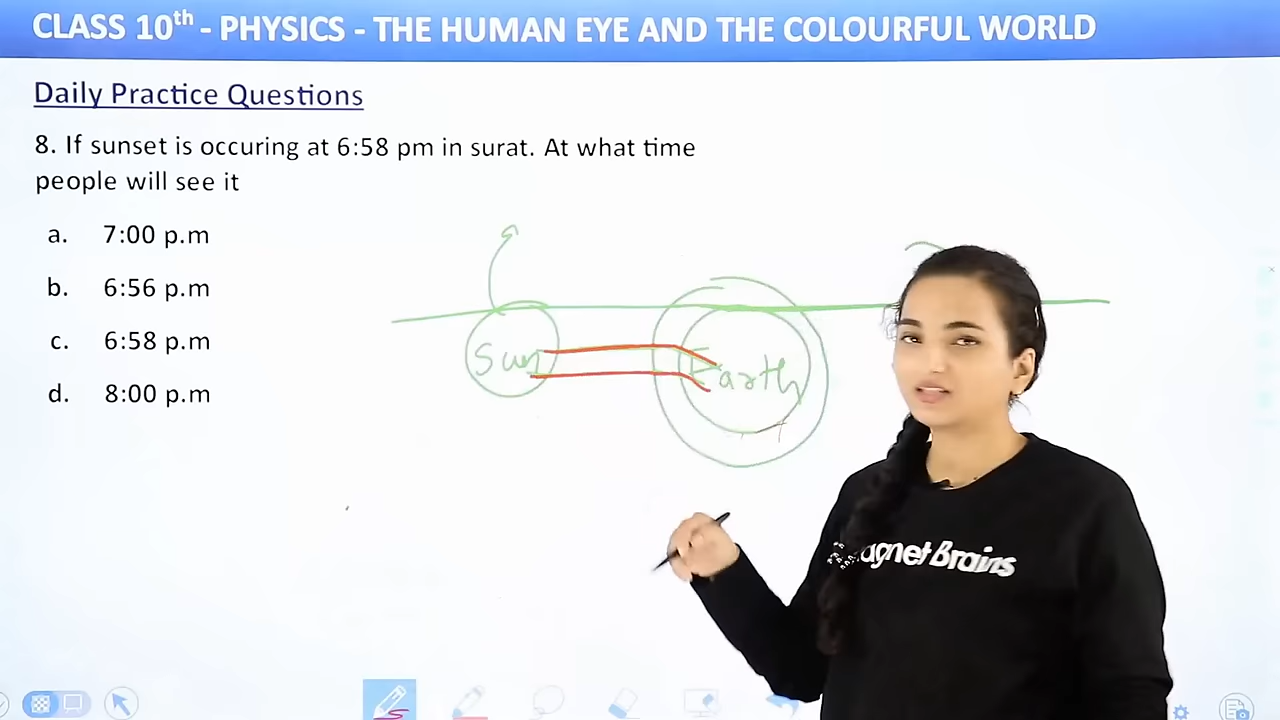 CLASS 10th - PHYSICS - THE HUMAN EYE AND THE COLOURFUL WORLD
Daily Practice Questions
8. If sunset is occuring at 6:58 pm in surat. At what time
people will see it
a. 7:00 p.m
b. 6:56 p.m
c. 6:58 p.m
d. 8:00 p.m
Sun
Earth
Magnet Brains